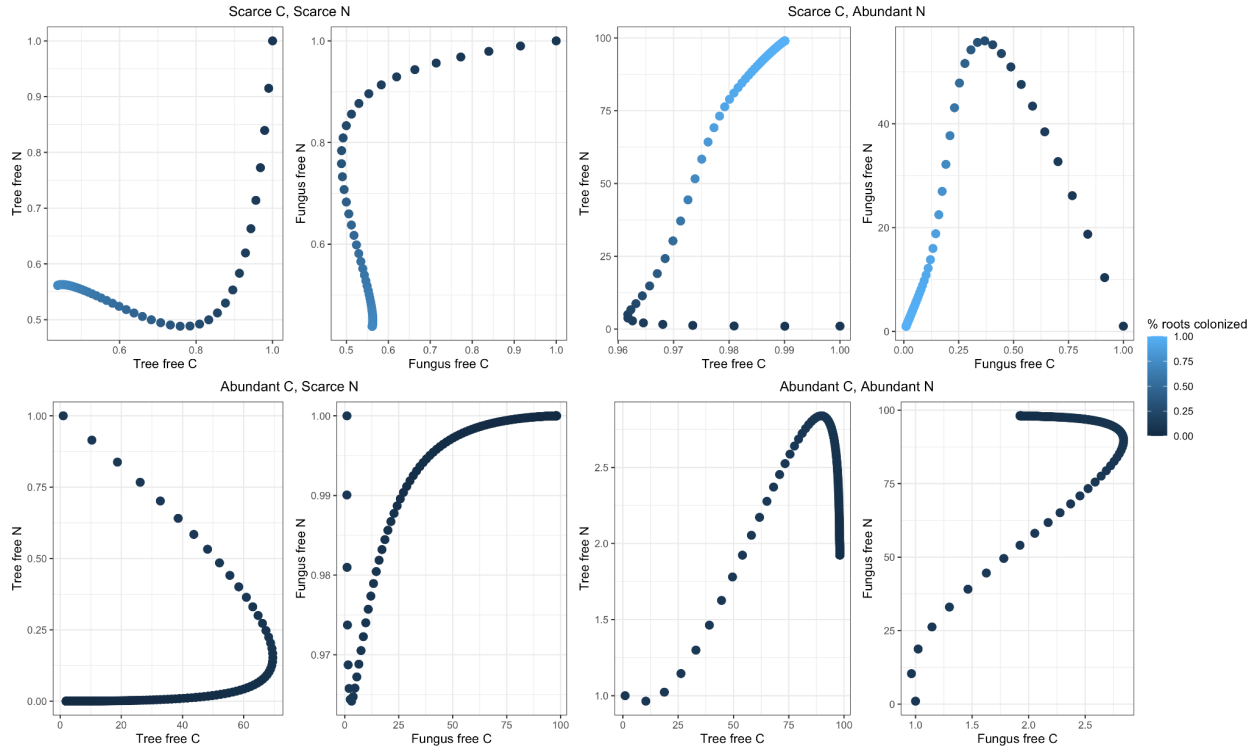 Scarce C, Scarce N
Scarce C, Abundant N
1.0
0.9
0.8
0.7
0.6
0.5
Tree free N
0.6 0.8 1.0
Tree free C
1.0
0.8
0.6
Fungus free N
0.5 0.6 0.7 0.8 0.9 1.0
Fungus free C
100
75
50
25
0
Tree free N
0.96 0.97 0.98 0.99 1.00
Tree free C
40
20
0
Fungus free N
0.00 0.25 0.50 0.75 1.00
Fungus free C
% roots colonized
1.00
0.75
0.50
0.25
0.00
Abundant C, Scarce N
Abundant C, Abundant N
1.00
0.75
0.50
0.25
0.00
Tree free N
0 20 40 60
Tree free C
1.00
0.99
0.98
0.97
Fungus free N
0 25 50 75 100
Fungus free C
2.5
2.0
1.5
1.0
Tree free N
0 25 50 75 100
Tree free C
100
75
50
25
0
Fungus free N
1.0 1.5 2.0 2.5
Fungus free C